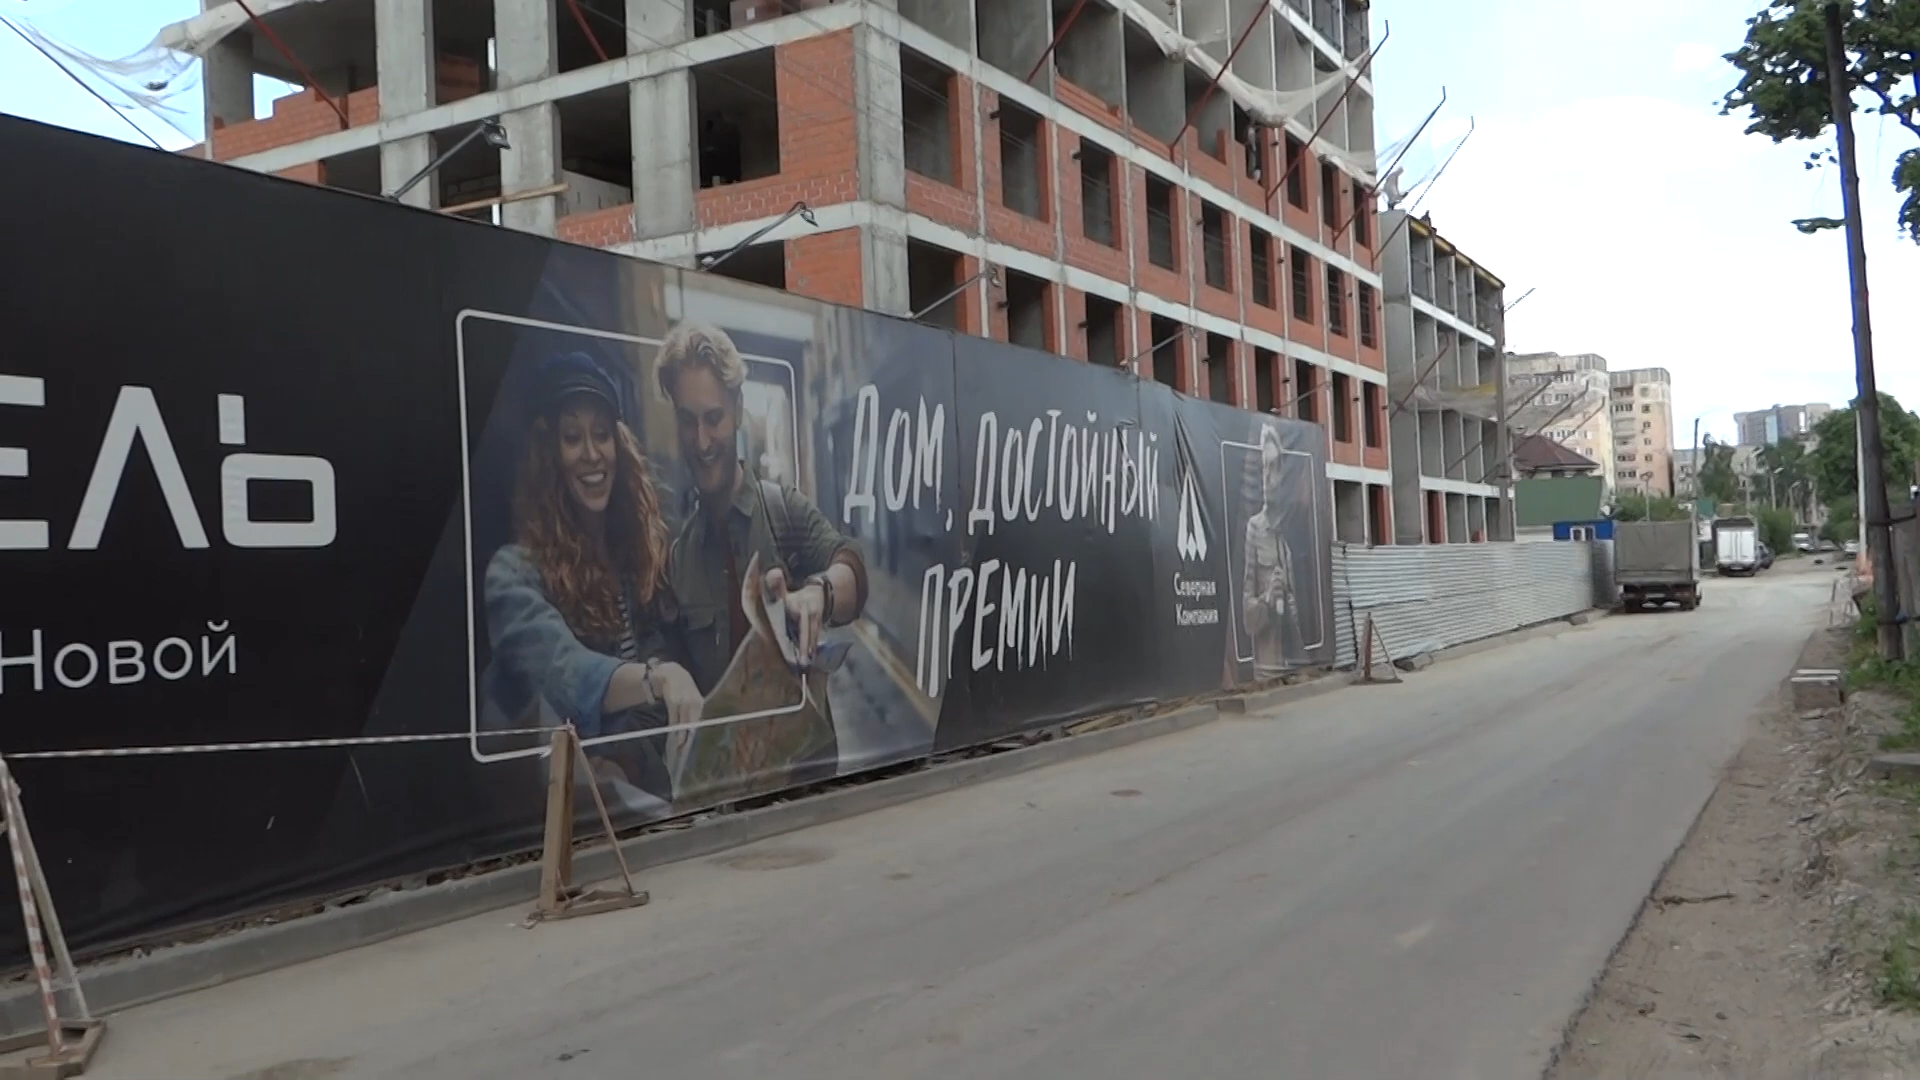 ЕЛЬ
Новой
ДОМ, ДОСТОЙНЫЙ
ПРЕМИИ
Северная
Компания